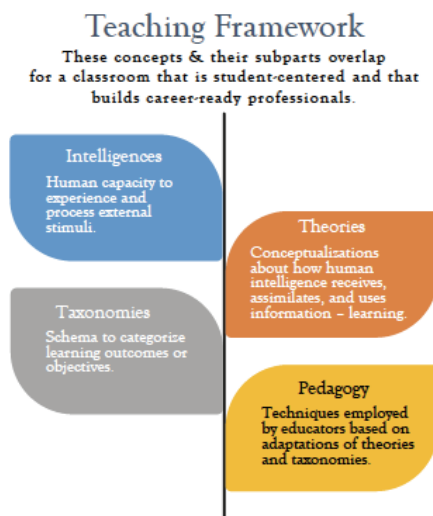 Teaching Framework
These concepts & their subparts overlap
for a classroom that is student-centered and that
builds career-ready professionals.
Intelligences
Human capacity to
experience and
process external
stimuli.
Theories
Conceptualizations
about how human
intelligence receives,
assimilates, and uses
information – learning.
Taxonomies
Schema to categorize
learning outcomes or
objectives.
Pedagogy
Techniques employed
by educators based on
adaptations of theories
and taxonomies.